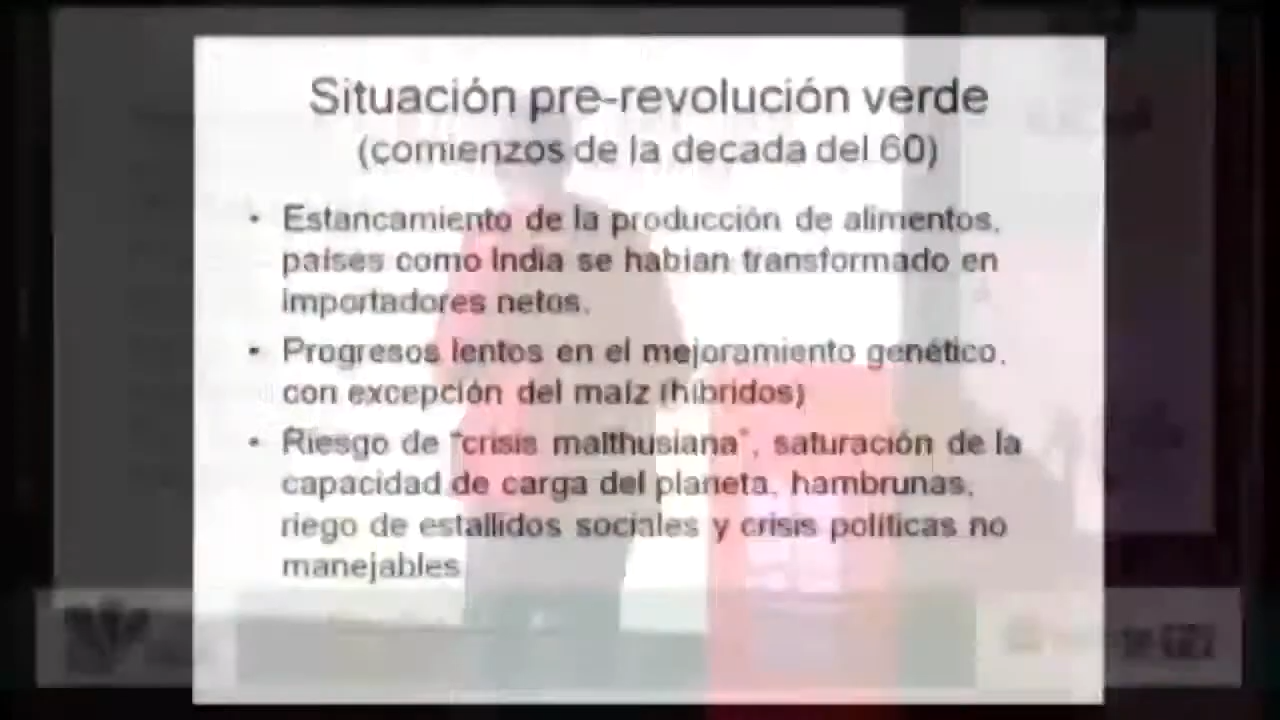 Situación pre-revolución verde
(comienzos de la decada del 60)
• Estancamiento de la producción de alimentos,
países como India se habian transformado en
importadores netos.
• Progresos lentos en el mejoramiento genético,
con excepción del maíz (híbridos)
• Riesgo de "crisis malthusiana", saturación de la
capacidad de carga del planeta, hambrunas,
riego de estallidos sociales y crisis políticas no
manejables